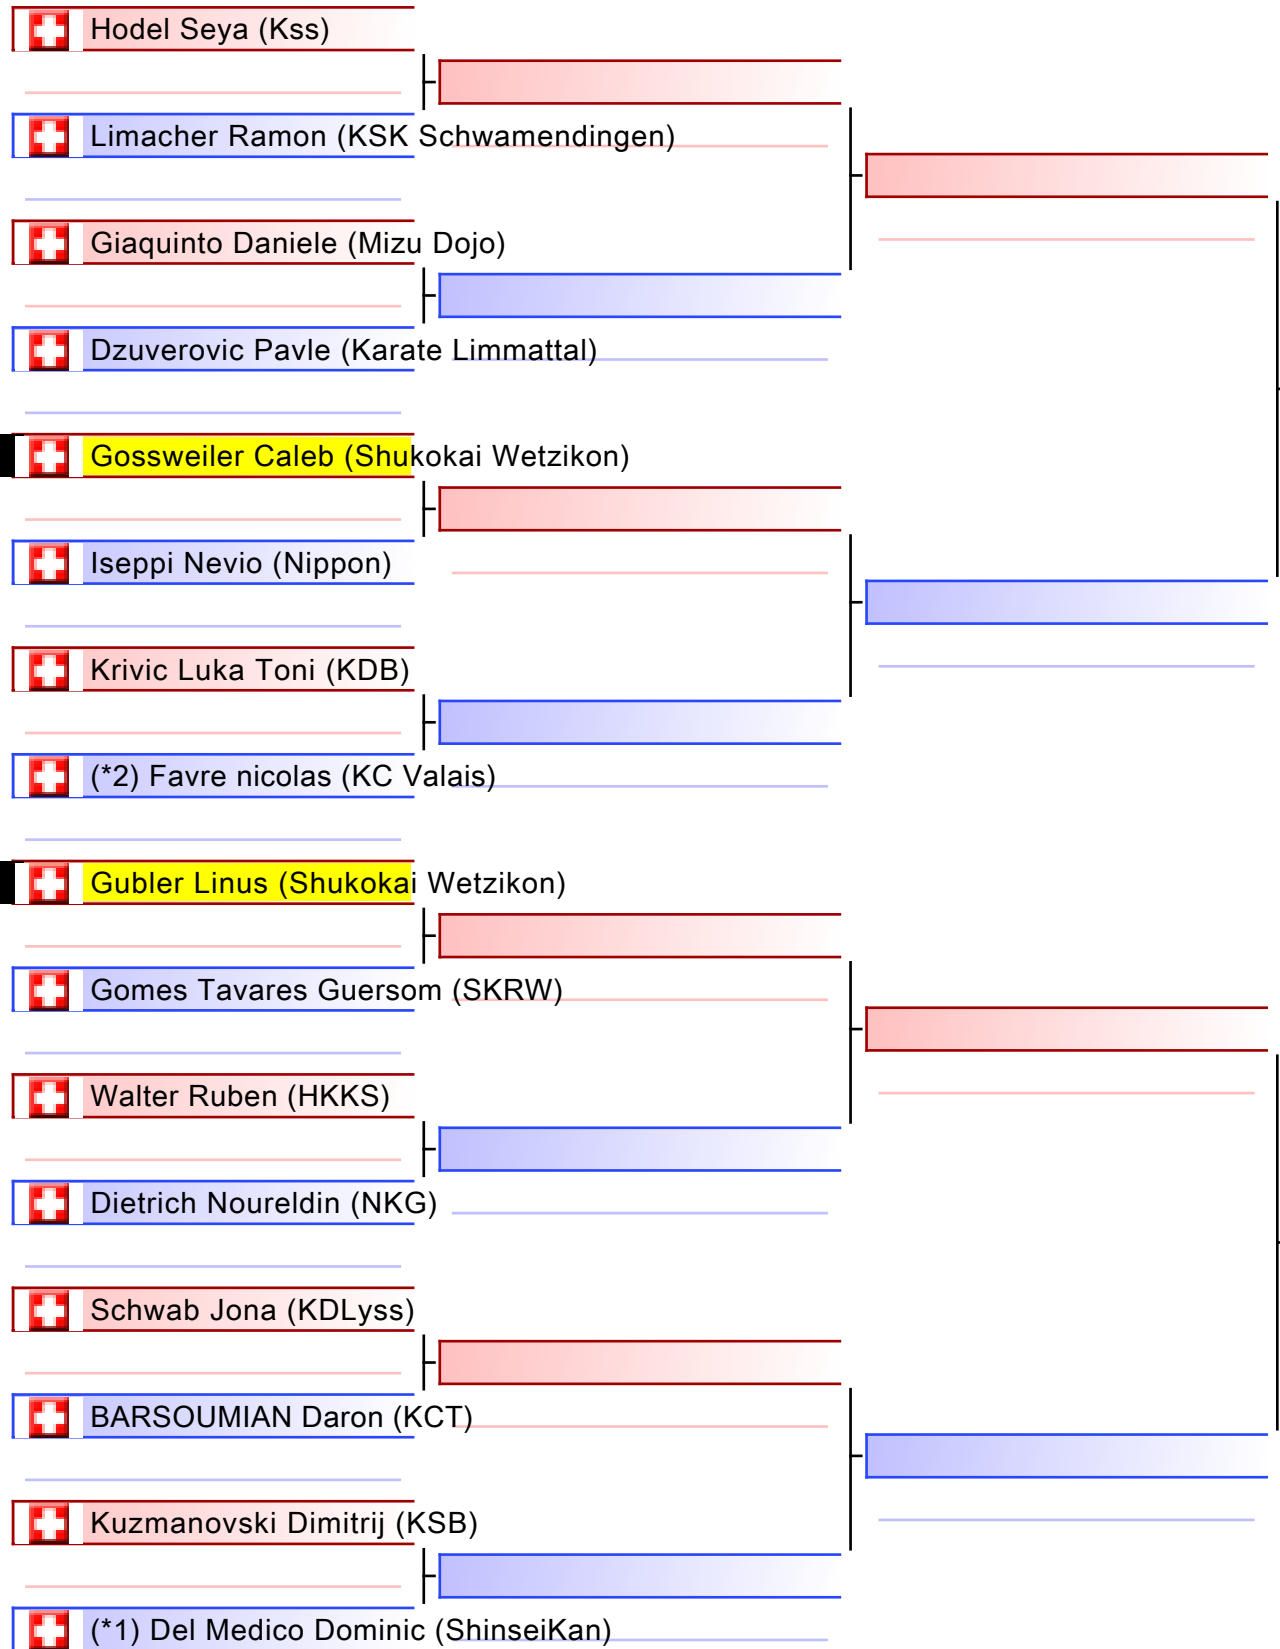 Hodel Seya (Kss)
Limacher Ramon (KSK Schwamendingen)
Giaquinto Daniele (Mizu Dojo)
Dzuverovic Pavle (Karate Limmattal)
Gossweiler Caleb (Shukokai Wetzikon)
Iseppi Nevio (Nippon)
Krivic Luka Toni (KDB)
(*2) Favre nicolas (KC Valais)
Gubler Linus (Shukokai Wetzikon)
Gomes Tavares Guersom (SKRW)
Walter Ruben (HKKS)
Dietrich Noureldin (NKG)
Schwab Jona (KDLyss)
BARSOUMIAN Daron (KCT)
Kuzmanovski Dimitrij (KSB)
(*1) Del Medico Dominic (ShinseiKan)